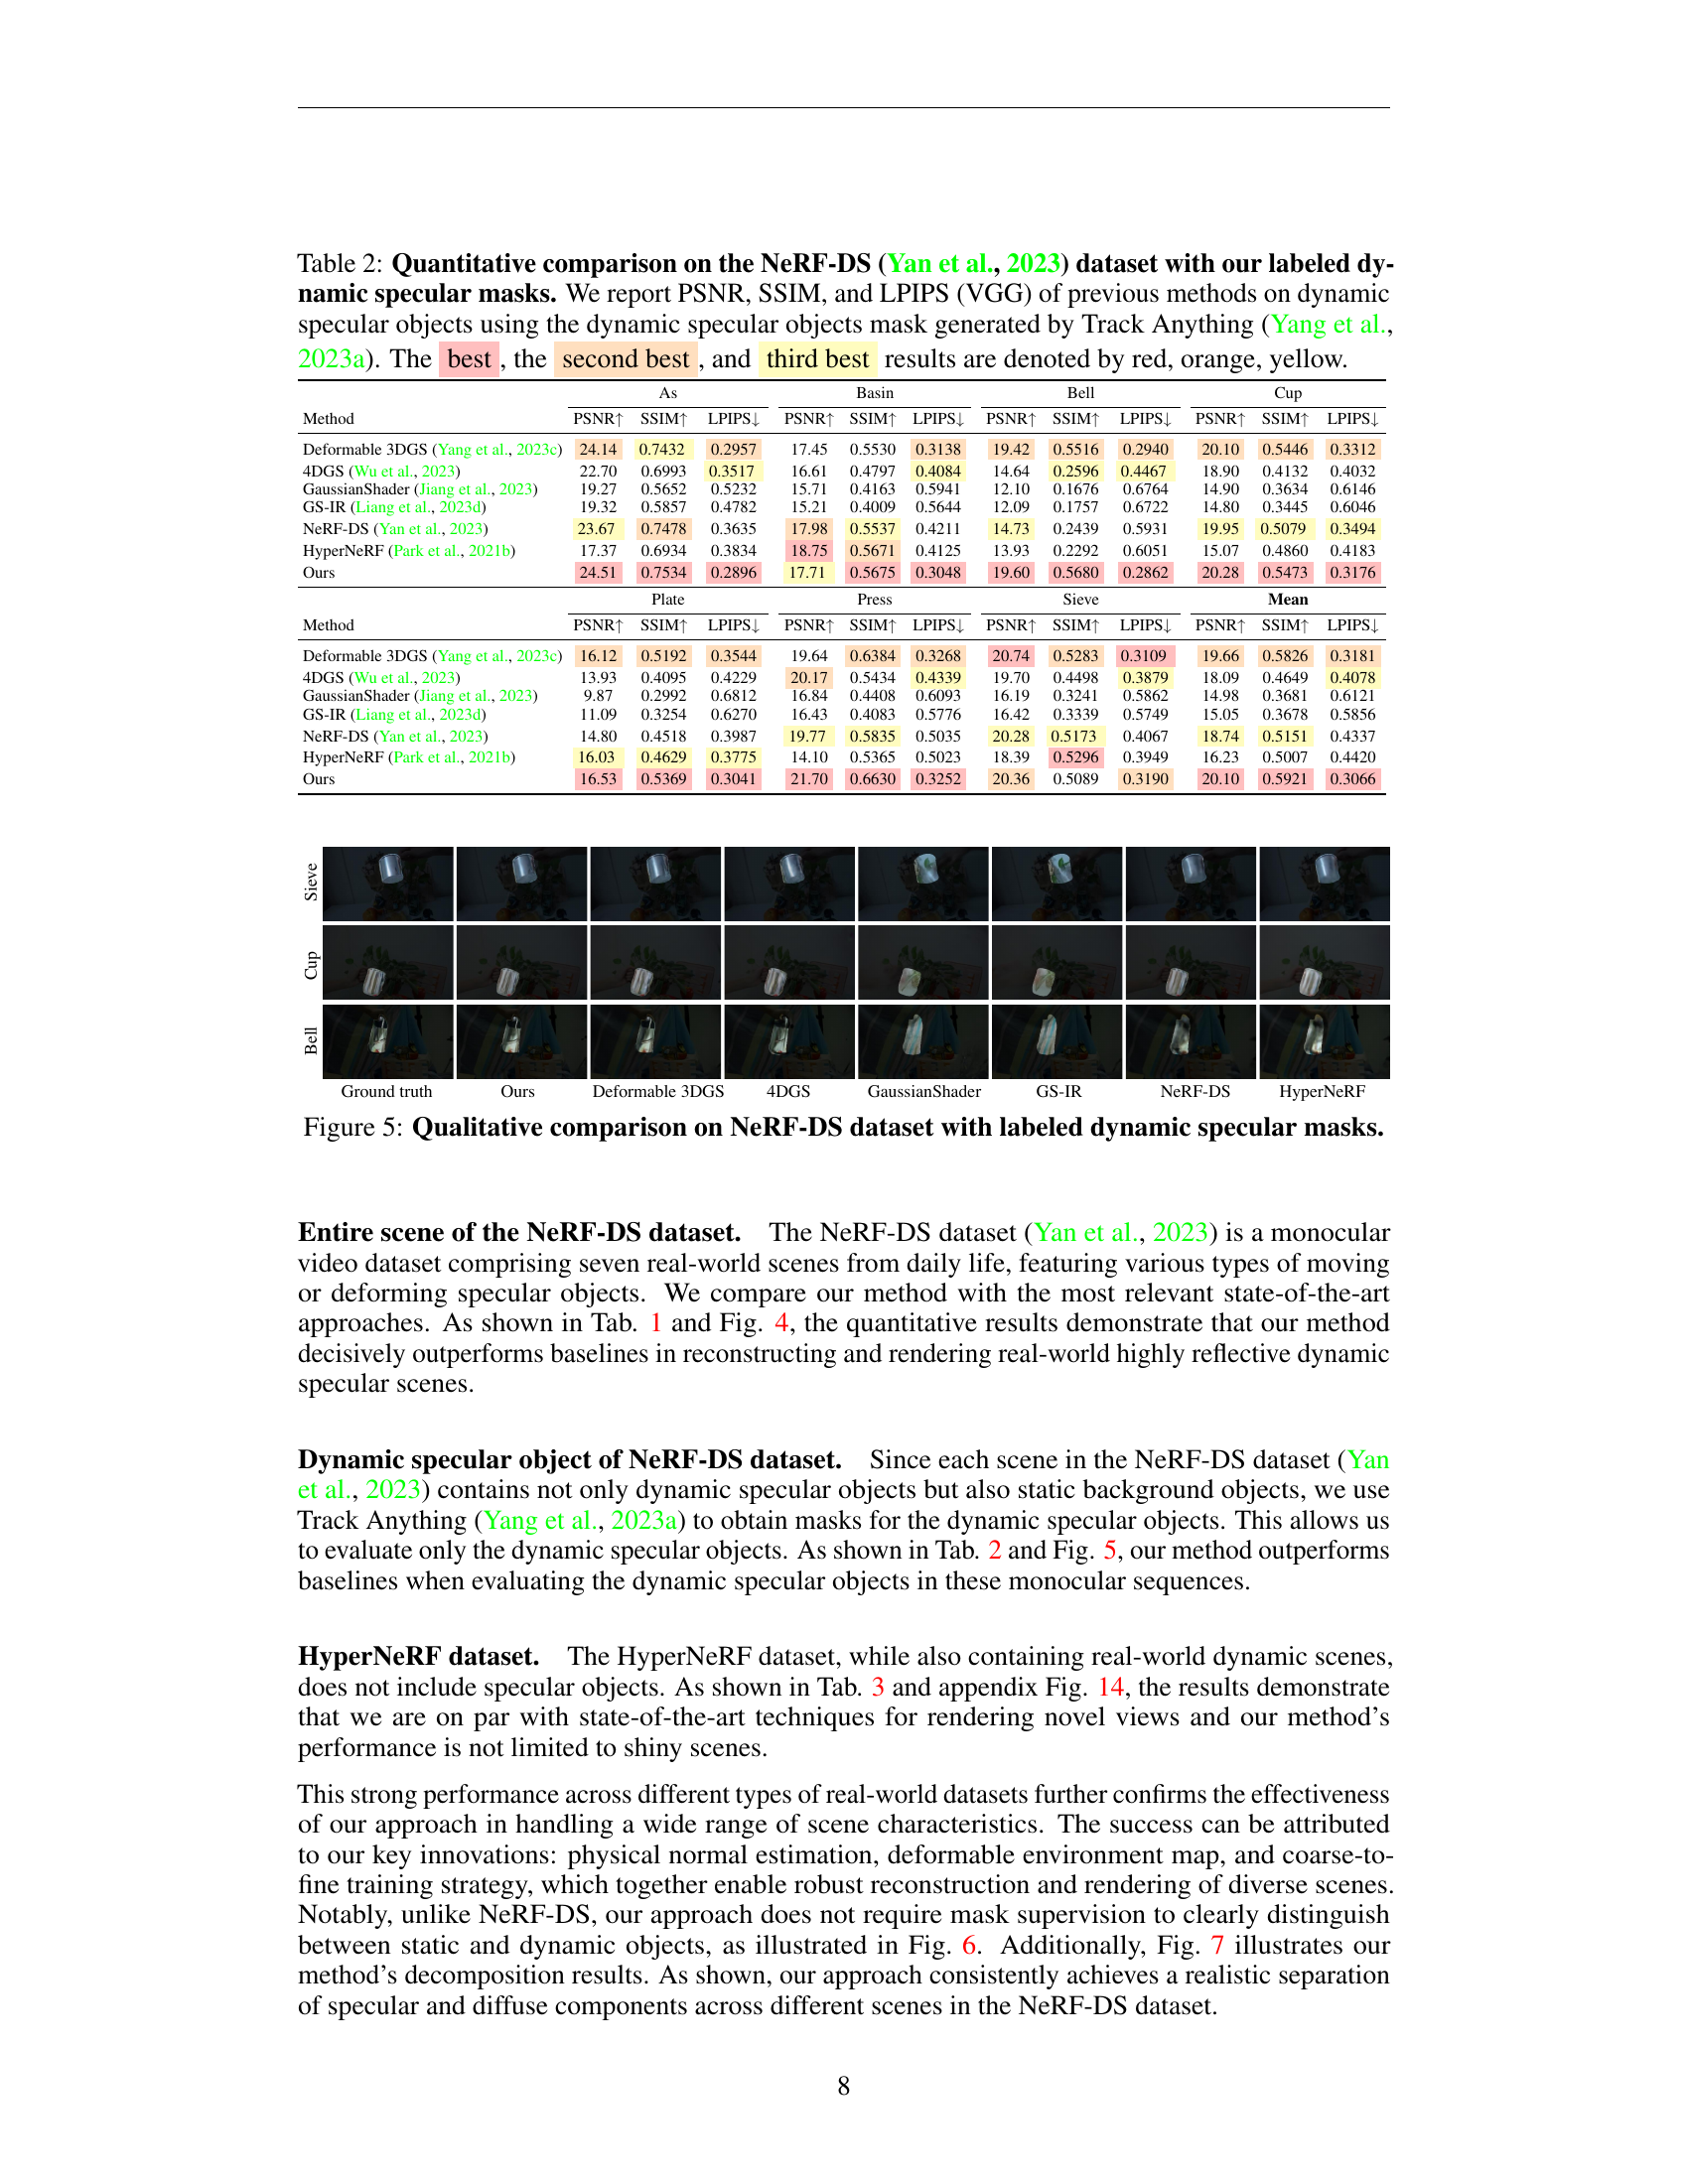 Table 2: Quantitative comparison on the NeRF-DS (Yan et al., 2023) dataset with our labeled dy-
namic specular masks. We report PSNR, SSIM, and LPIPS (VGG) of previous methods on dynamic
specular objects using the dynamic specular objects mask generated by Track Anything (Yang et al.,
2023a). The best , the second best , and third best results are denoted by red, orange, yellow.
As Basin Bell Cup
Method PSNR↑ SSIM↑ LPIPS↓ PSNR↑ SSIM↑ LPIPS↓ PSNR↑ SSIM↑ LPIPS↓ PSNR↑ SSIM↑ LPIPS↓
Deformable 3DGS (Yang et al., 2023c) 24.14 0.7432 0.2957 17.45 0.5530 0.3138 19.42 0.5516 0.2940 20.10 0.5446 0.3312
4DGS (Wu et al., 2023) 22.70 0.6993 0.3517 16.61 0.4797 0.4084 14.64 0.2596 0.4467 18.90 0.4132 0.4032
GaussianShader (Jiang et al., 2023) 19.27 0.5652 0.5232 15.71 0.4163 0.5941 12.10 0.1676 0.6764 14.90 0.3634 0.6146
GS-IR (Liang et al., 2023d) 19.32 0.5857 0.4782 15.21 0.4009 0.5644 12.09 0.1757 0.6722 14.80 0.3445 0.6046
NeRF-DS (Yan et al., 2023) 23.67 0.7478 0.3635 17.98 0.5537 0.4211 14.73 0.2439 0.5931 19.95 0.5079 0.3494
HyperNeRF (Park et al., 2021b) 17.37 0.6934 0.3834 18.75 0.5671 0.4125 13.93 0.2292 0.6051 15.07 0.4860 0.4183
Ours 24.51 0.7534 0.2896 17.71 0.5675 0.3048 19.60 0.5680 0.2862 20.28 0.5473 0.3176
Plate Press Sieve Mean
Method PSNR↑ SSIM↑ LPIPS↓ PSNR↑ SSIM↑ LPIPS↓ PSNR↑ SSIM↑ LPIPS↓ PSNR↑ SSIM↑ LPIPS↓
Deformable 3DGS (Yang et al., 2023c) 16.12 0.5192 0.3544 19.64 0.6384 0.3268 20.74 0.5283 0.3109 19.66 0.5826 0.3181
4DGS (Wu et al., 2023) 13.93 0.4095 0.4229 20.17 0.5434 0.4339 19.70 0.4498 0.3879 18.09 0.4649 0.4078
GaussianShader (Jiang et al., 2023) 9.87 0.2992 0.6812 16.84 0.4408 0.6093 16.19 0.3241 0.5862 14.98 0.3681 0.6121
GS-IR (Liang et al., 2023d) 11.09 0.3254 0.6270 16.43 0.4083 0.5776 16.42 0.3339 0.5749 15.05 0.3678 0.5856
NeRF-DS (Yan et al., 2023) 14.80 0.4518 0.3987 19.77 0.5835 0.5035 20.28 0.5173 0.4067 18.74 0.5151 0.4337
HyperNeRF (Park et al., 2021b) 16.03 0.4629 0.3775 14.10 0.5365 0.5023 18.39 0.5296 0.3949 16.23 0.5007 0.4420
Ours 16.53 0.5369 0.3041 21.70 0.6630 0.3252 20.36 0.5089 0.3190 20.10 0.5921 0.3066
Sieve
Cup
Bell
Ground truth Ours Deformable 3DGS 4DGS GaussianShader GS-IR NeRF-DS HyperNeRF
Figure 5: Qualitative comparison on NeRF-DS dataset with labeled dynamic specular masks.
Entire scene of the NeRF-DS dataset. The NeRF-DS dataset (Yan et al., 2023) is a monocular
video dataset comprising seven real-world scenes from daily life, featuring various types of moving
or deforming specular objects. We compare our method with the most relevant state-of-the-art
approaches. As shown in Tab. 1 and Fig. 4, the quantitative results demonstrate that our method
decisively outperforms baselines in reconstructing and rendering real-world highly reflective dynamic
specular scenes.
Dynamic specular object of NeRF-DS dataset. Since each scene in the NeRF-DS dataset (Yan
et al., 2023) contains not only dynamic specular objects but also static background objects, we use
Track Anything (Yang et al., 2023a) to obtain masks for the dynamic specular objects. This allows us
to evaluate only the dynamic specular objects. As shown in Tab. 2 and Fig. 5, our method outperforms
baselines when evaluating the dynamic specular objects in these monocular sequences.
HyperNeRF dataset. The HyperNeRF dataset, while also containing real-world dynamic scenes,
does not include specular objects. As shown in Tab. 3 and appendix Fig. 14, the results demonstrate
that we are on par with state-of-the-art techniques for rendering novel views and our method's
performance is not limited to shiny scenes.
This strong performance across different types of real-world datasets further confirms the effectiveness
of our approach in handling a wide range of scene characteristics. The success can be attributed
to our key innovations: physical normal estimation, deformable environment map, and coarse-to-
fine training strategy, which together enable robust reconstruction and rendering of diverse scenes.
Notably, unlike NeRF-DS, our approach does not require mask supervision to clearly distinguish
between static and dynamic objects, as illustrated in Fig. 6. Additionally, Fig. 7 illustrates our
method's decomposition results. As shown, our approach consistently achieves a realistic separation
of specular and diffuse components across different scenes in the NeRF-DS dataset.
8